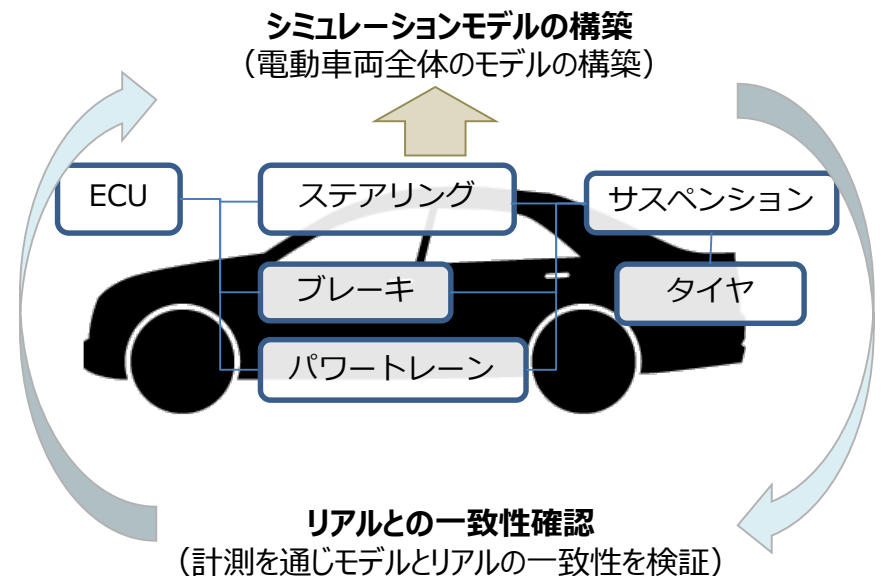 シミュレーションモデルの構築
（電動車両全体のモデルの構築）
ECU
ステアリング
サスペンション
ブレーキ
タイヤ
パワートレーン
リアルとの一致性確認
（計測を通じモデルとリアルの一致性を検証）